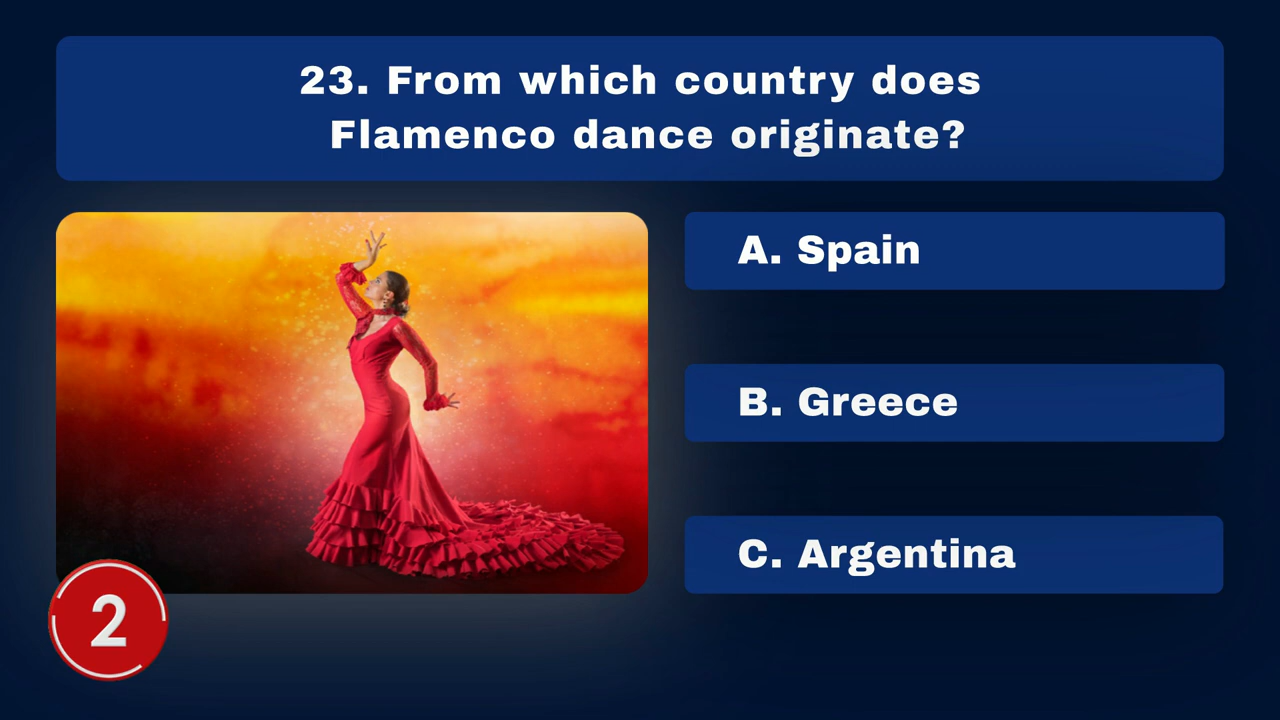 23. From which country does
Flamenco dance originate?
A. Spain
B. Greece
C. Argentina
2